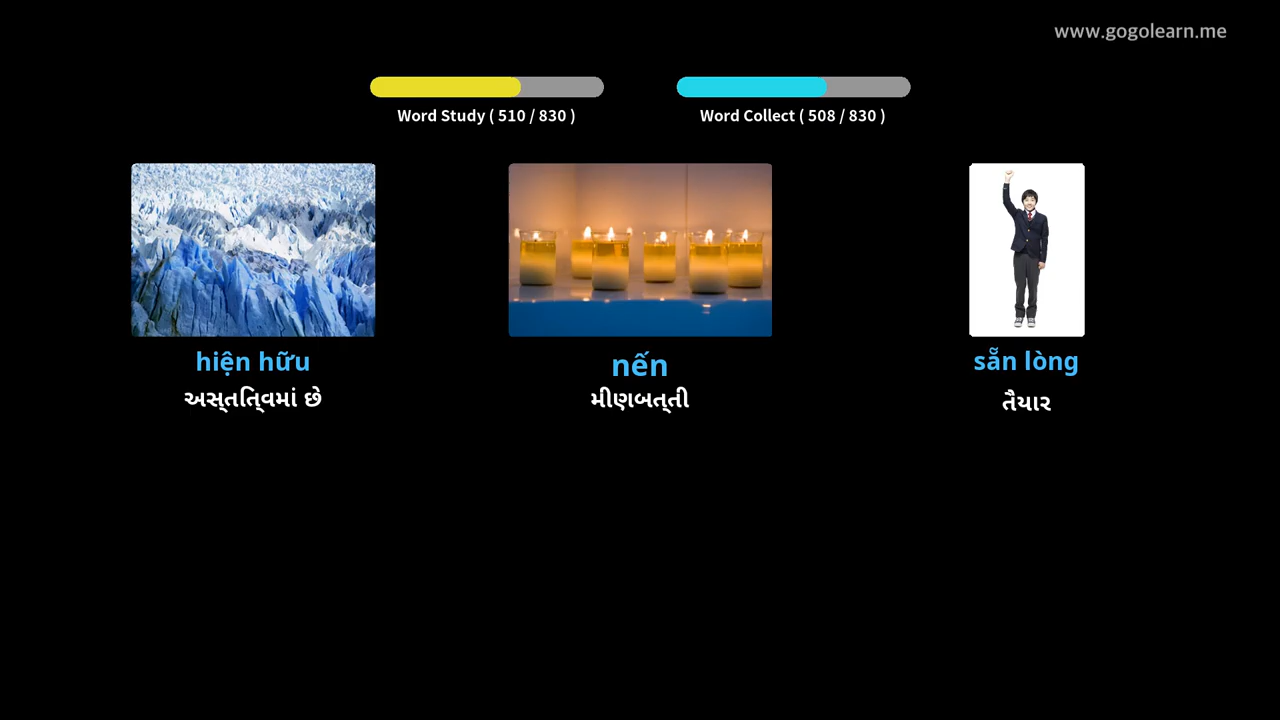 www.gogolearn.me
Word Study ( 510 / 830 )
Word Collect ( 508 / 830 )
hiện hữu
nến
sẵn lòng
અસ્તિત્વમાં છે
મીણબત્તી
તૈયાર